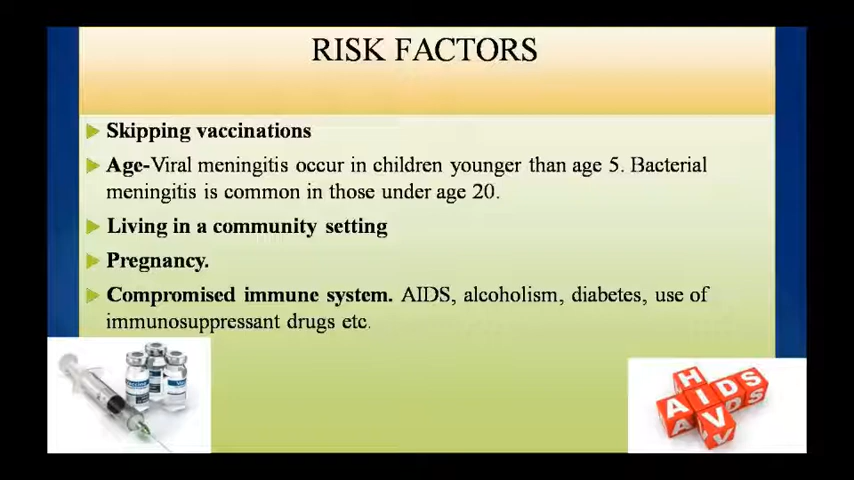 RISK FACTORS
Skipping vaccinations
Age-Viral meningitis occur in children younger than age 5. Bacterial
meningitis is common in those under age 20.
Living in a community setting
Pregnancy.
Compromised immune system. AIDS, alcoholism, diabetes, use of
immunosuppressant drugs etc.
H
AIDS
V